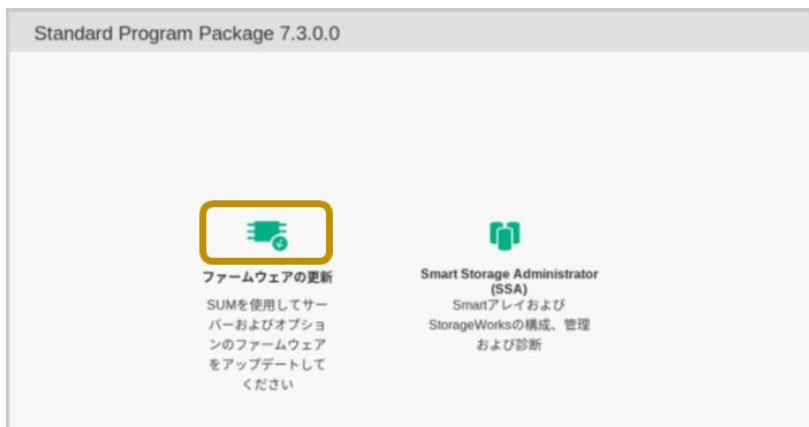 Standard Program Package 7.3.0.0
ファームウェアの更新
SUMを使用してサー
バーおよびオプショ
ンのファームウェア
をアップデートして
ください
Smart Storage Administrator
(SSA)
Smartアレイおよび
StorageWorksの構成、管理
および診断